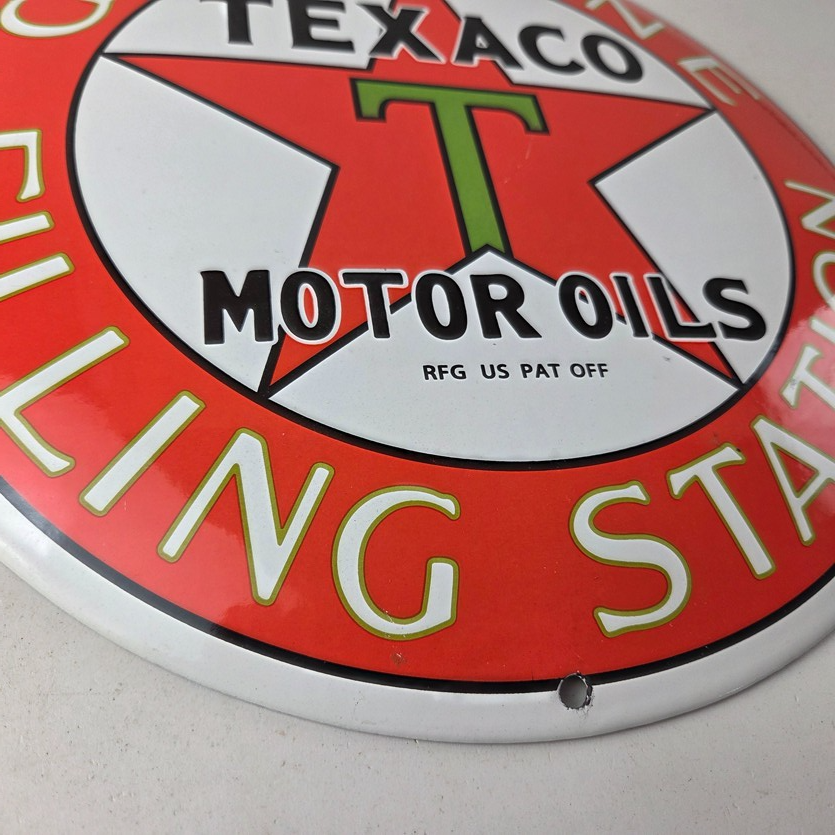 TEXACO
T
MOTOR OILS
RFG US PAT OFF
FILLING STATION